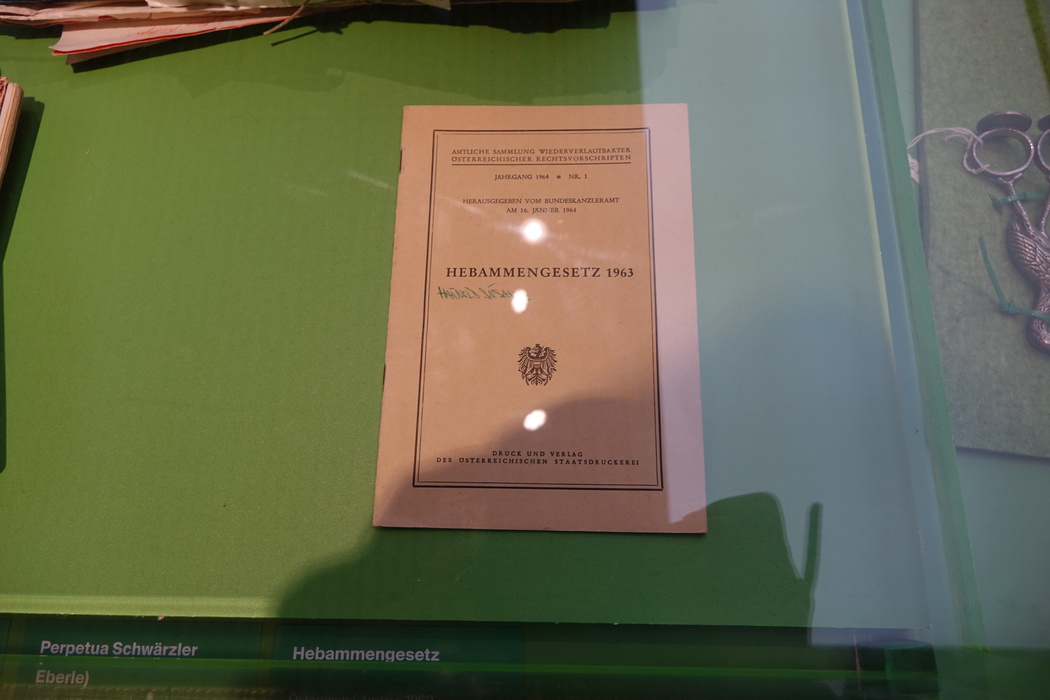 AMTLICHE SAMMLUNG WIEDERVERLAUTBARTER
ÖSTERREICHISCHER RECHTSVORSCHRIFTEN
JAHRGANG 1964 * NR. 1
HERAUSGEGEBEN VOM BUNDESKANZLERAMT
AM 16. JÄNNER 1964
HEBAMMENGESETZ 1963
DRUCK UND VERLAG
DER ÖSTERREICHISCHEN STAATSDRUCKEREI
Perpetua Schwärzler
Eberle)
Hebammengesetz